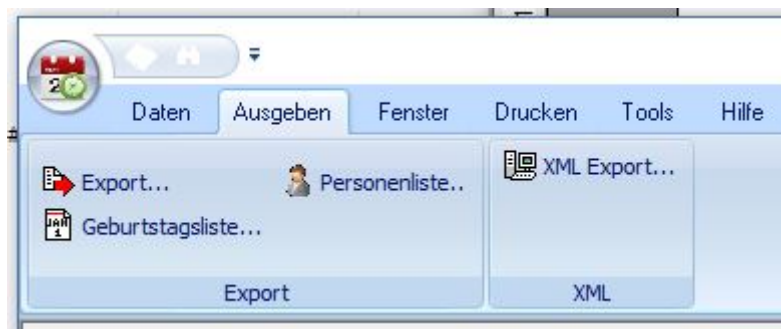 Daten Ausgeben Fenster Drucken Tools Hilfe
Export... Personenliste.. XML Export...
Geburtstagsliste...
Export XML